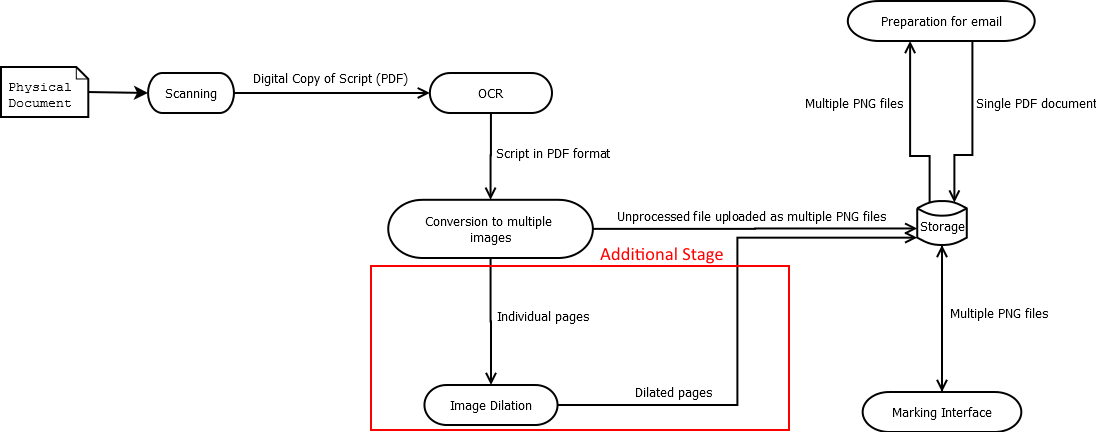 Preparation for email
Physical
Document
Scanning
Digital Copy of Script (PDF)
OCR
Multiple PNG files
Single PDF document
Script in PDF format
Conversion to multiple
images
Unprocessed file uploaded as multiple PNG files
Storage
Additional Stage
Individual pages
Multiple PNG files
Dilated pages
Image Dilation
Marking Interface